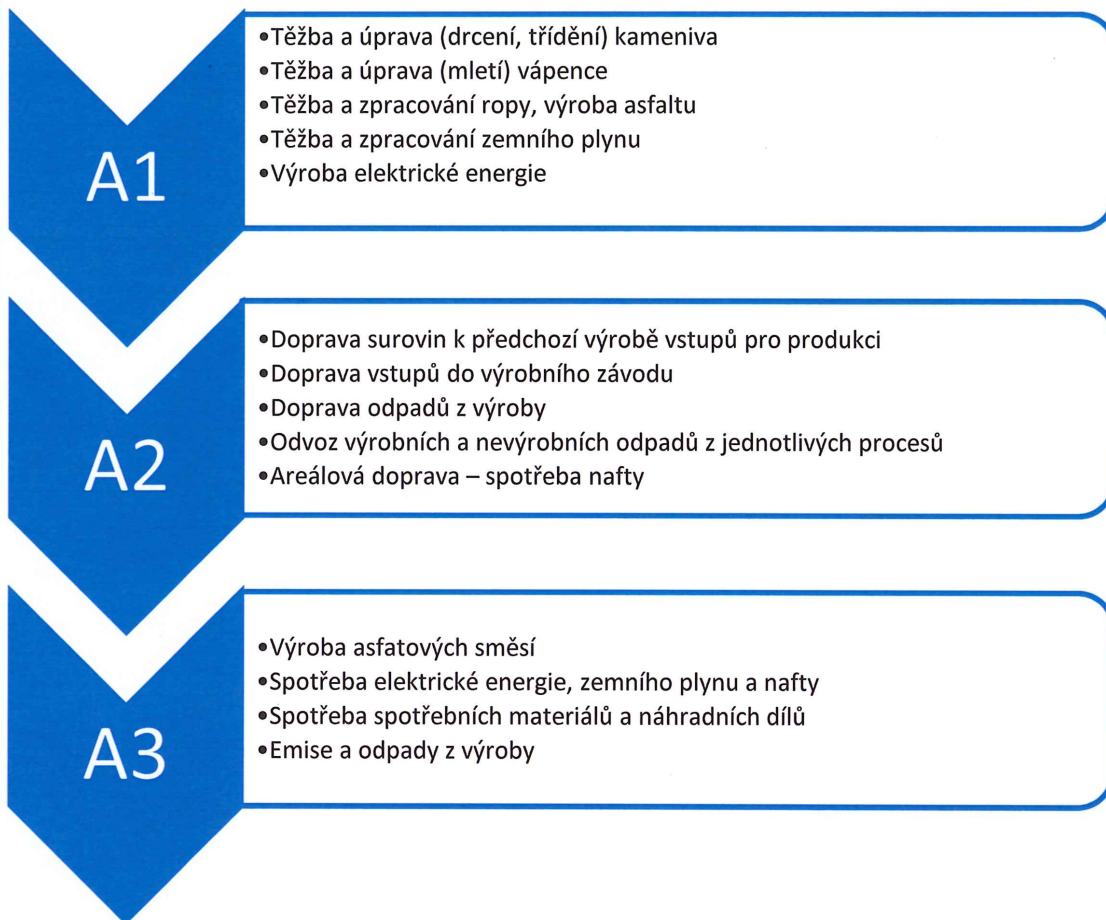 A1
•Těžba a úprava (drcení, třídění) kameniva
•Těžba a úprava (mletí) vápence
•Těžba a zpracování ropy, výroba asfaltu
•Těžba a zpracování zemního plynu
•Výroba elektrické energie
A2
•Doprava surovin k předchozí výrobě vstupů pro produkci
•Doprava vstupů do výrobního závodu
•Doprava odpadů z výroby
•Odvoz výrobních a nevýrobních odpadů z jednotlivých procesů
•Areálová doprava – spotřeba nafty
A3
•Výroba asfatových směsí
•Spotřeba elektrické energie, zemního plynu a nafty
•Spotřeba spotřebních materiálů a náhradních dílů
•Emise a odpady z výroby